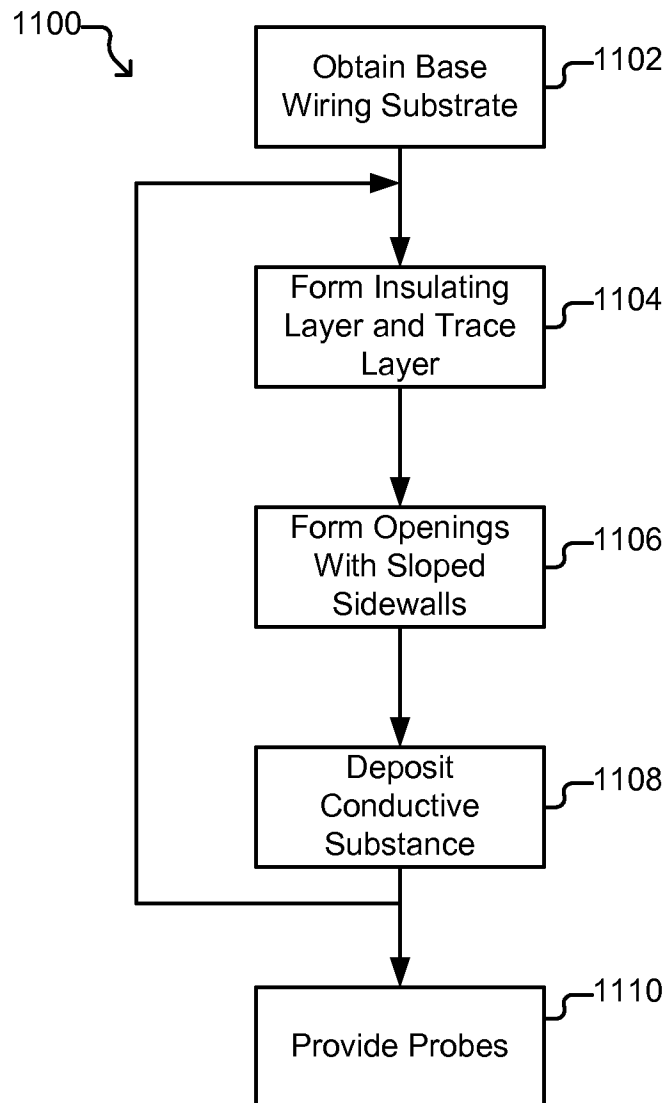 1100
Obtain Base
Wiring Substrate
1102
Form Insulating
Layer and Trace
Layer
1104
Form Openings
With Sloped
Sidewalls
1106
Deposit
Conductive
Substance
1108
Provide Probes
1110